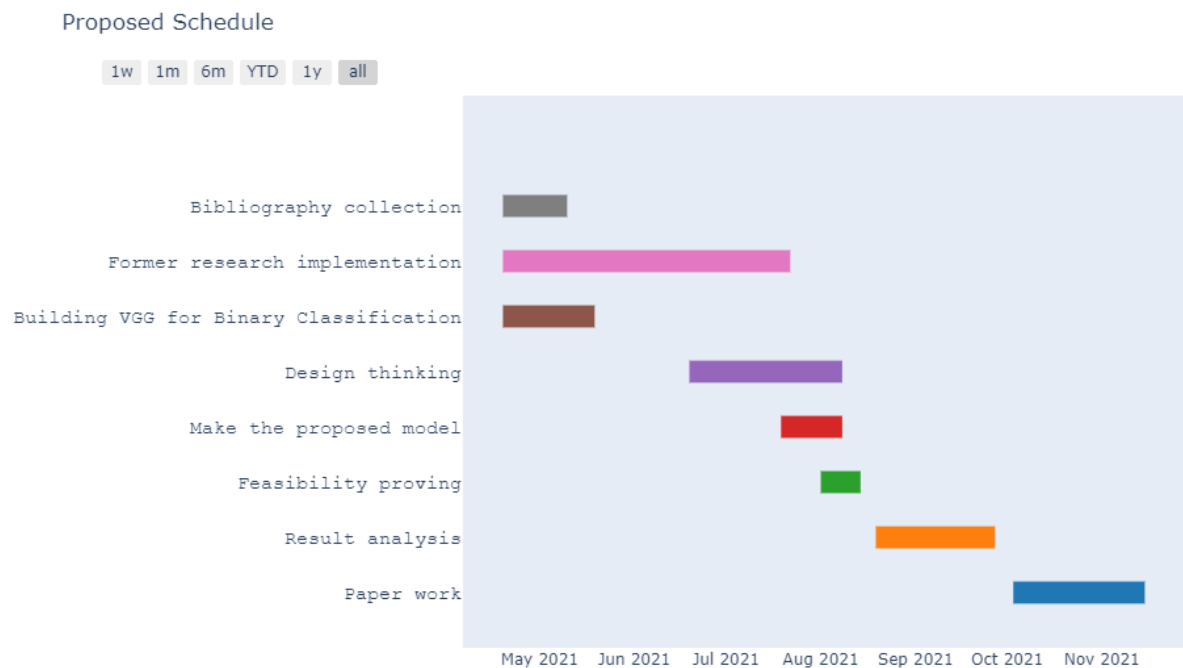 Proposed Schedule
1w 1m 6m YTD 1y all
Bibliography collection
Former research implementation
Building VGG for Binary Classification
Design thinking
Make the proposed model
Feasibility proving
Result analysis
Paper work
May 2021 Jun 2021 Jul 2021 Aug 2021 Sep 2021 Oct 2021 Nov 2021